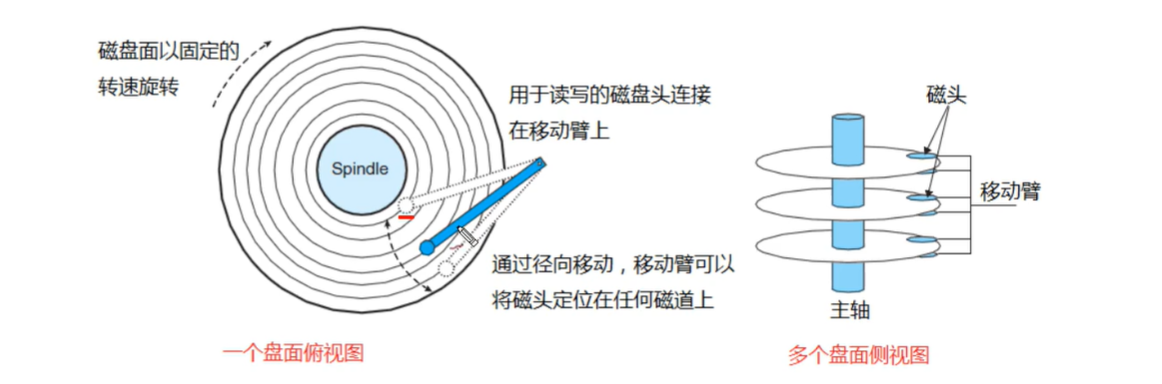 磁盘面以固定的
转速旋转
Spindle
用于读写的磁盘头连接
在移动臂上
通过径向移动，移动臂可以
将磁头定位在任何磁道上
一个盘面俯视图
磁头
移动臂
主轴
多个盘面侧视图